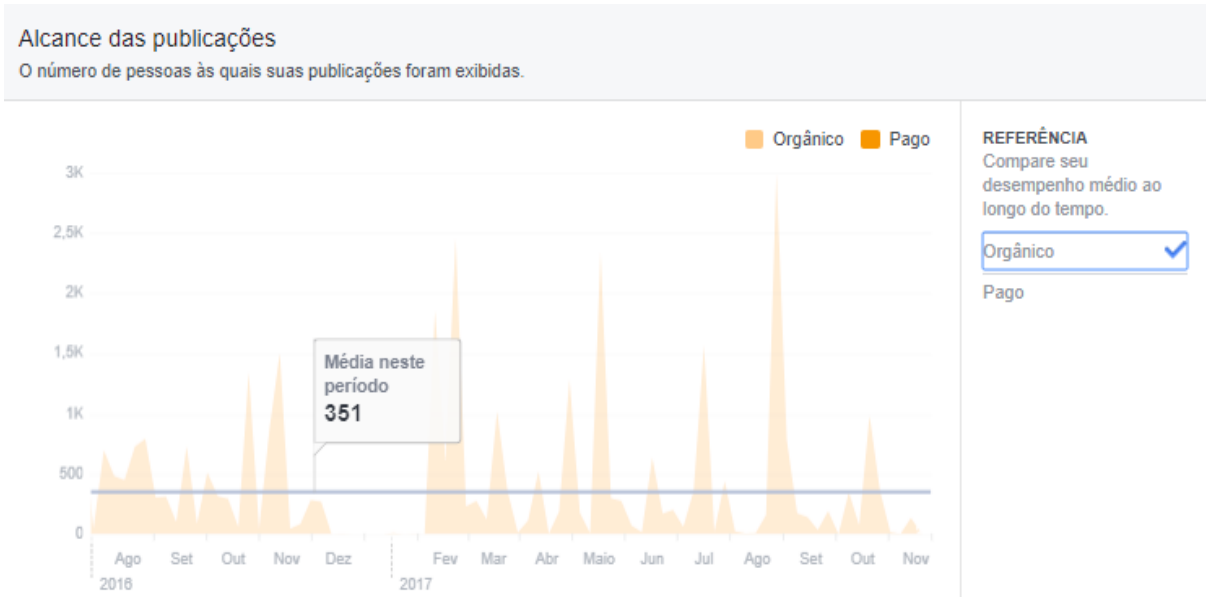 Alcance das publicações
O número de pessoas às quais suas publicações foram exibidas.
Orgânico Pago
3K
2,5K
2K
1,5K
1K
500
0
Média neste
período
351
Ago Set Out Nov Dez Fev Mar Abr Maio Jun Jul Ago Set Out Nov
2016 2017
REFERÊNCIA
Compare seu
desempenho médio ao
longo do tempo.
Orgânico
Pago